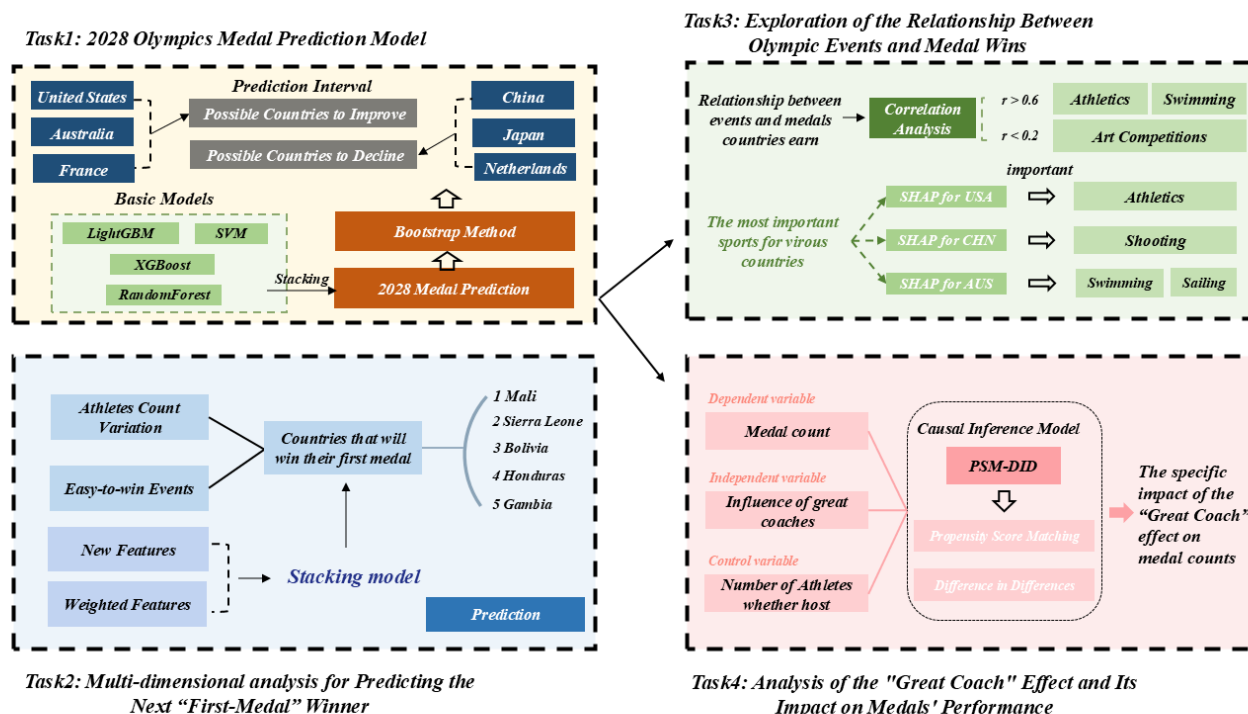 Task1: 2028 Olympics Medal Prediction Model
Prediction Interval
United States
Australia
France
Possible Countries to Improve
Possible Countries to Decline
China
Japan
Netherlands
Basic Models
LightGBM
SVM
XGBoost
RandomForest
Stacking
Bootstrap Method
2028 Medal Prediction
Task3: Exploration of the Relationship Between
Olympic Events and Medal Wins
Relationship between
events and medals
countries earn
Correlation
Analysis
r > 0.6
r < 0.2
Athletics
Swimming
Art Competitions
important
The most important
sports for virous
countries
SHAP for USA
Athletics
SHAP for CHN
Shooting
SHAP for AUS
Swimming
Sailing
Athletes Count
Variation
Easy-to-win Events
New Features
Weighted Features
Countries that will
win their first medal
Stacking model
1 Mali
2 Sierra Leone
3 Bolivia
4 Honduras
5 Gambia
Prediction
Task2: Multi-dimensional analysis for Predicting the
Next “First-Medal” Winner
Dependent variable
Medal count
Independent variable
Influence of great
coaches
Control variable
Number of Athletes
whether host
Causal Inference Model
PSM-DID
Propensity Score Matching
Difference in Differences
The specific
impact of the
“Great Coach”
effect on
medal counts
Task4: Analysis of the "Great Coach" Effect and Its
Impact on Medals' Performance